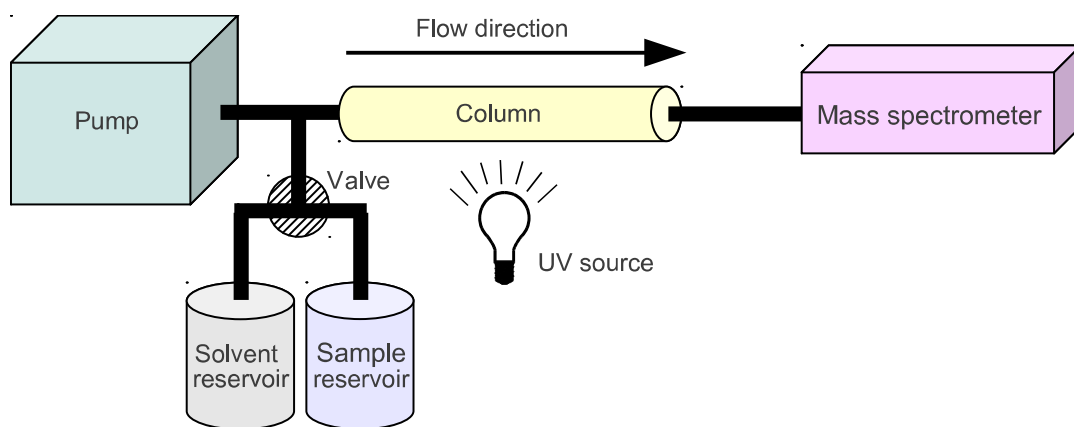 Flow direction
Pump
Column
Mass spectrometer
Valve
UV source
Solvent
reservoir
Sample
reservoir